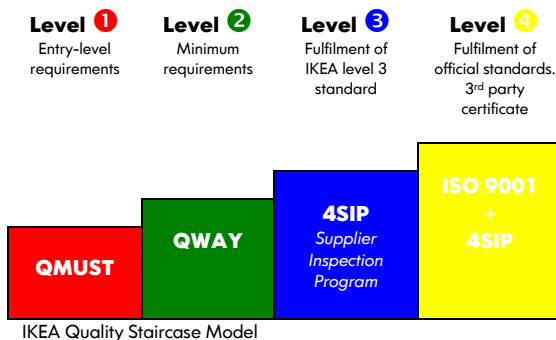 Level 1
Entry-level
requirements
Level 2
Minimum
requirements
Level 3
Fulfilment of
IKEA level 3
standard
Level 4
Fulfilment of
official standards.
3rd party
certificate
QMUST
QWAY
4SIP
Supplier
Inspection
Program
ISO 9001
+
4SIP
IKEA Quality Staircase Model